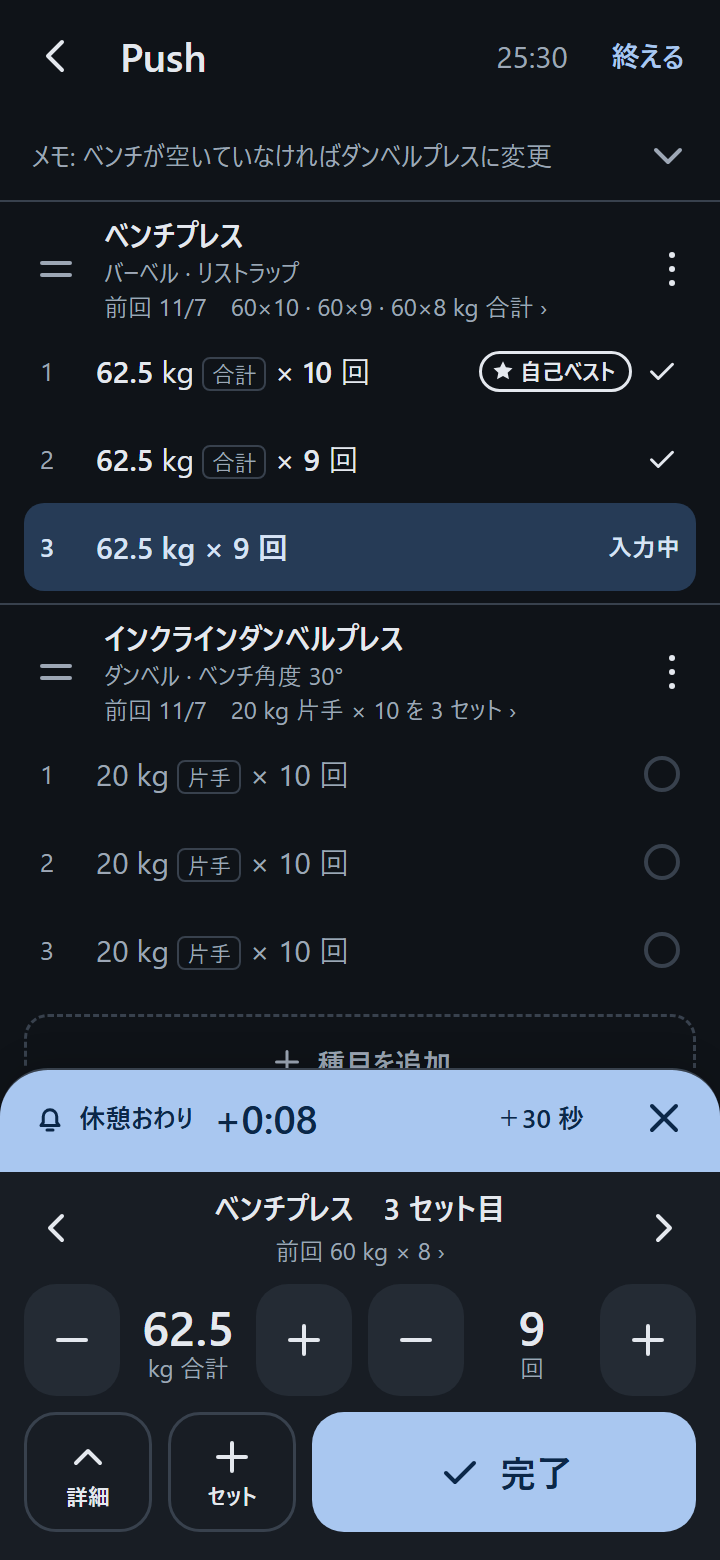 Push 25:30 終える
メモ: ベンチが空いていなければダンベルプレスに変更
ベンチプレス
バーベル · リストラップ
前回 11/7 60×10 · 60×9 · 60×8 kg 合計 ›
1 62.5 kg 合計 × 10 回 ★ 自己ベスト ✓
2 62.5 kg 合計 × 9 回 ✓
3 62.5 kg × 9 回 入力中
インクラインダンベルプレス
ダンベル · ベンチ角度 30°
前回 11/7 20 kg 片手 × 10 を 3 セット ›
1 20 kg 片手 × 10 回
2 20 kg 片手 × 10 回
3 20 kg 片手 × 10 回
＋ 種目を追加
休憩おわり +0:08 ＋30 秒
ベンチプレス 3 セット目
前回 60 kg × 8 ›
62.5 9
kg 合計 回
詳細 セット ✓ 完了